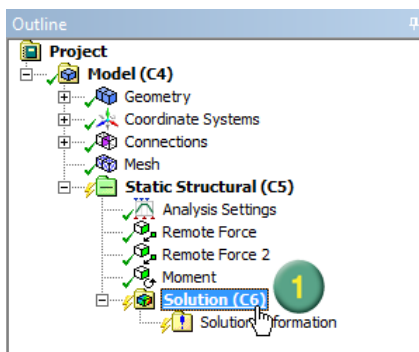 Outline
Project
Model (C4)
Geometry
Coordinate Systems
Connections
Mesh
Static Structural (C5)
Analysis Settings
Remote Force
Remote Force 2
Moment
Solution (C6)
1
Solution Information